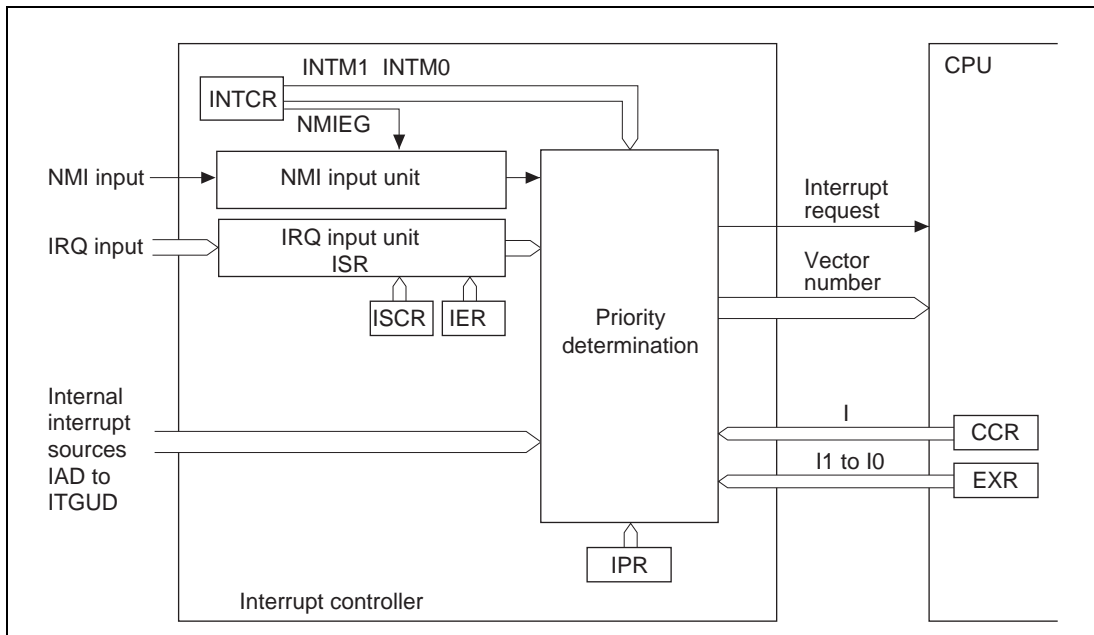 INTM1 INTM0
CPU
INTCR
NMIEG
NMI input
NMI input unit
Interrupt
request
IRQ input
IRQ input unit
ISR
Vector
number
ISCR
IER
Priority
determination
Internal
interrupt
sources
IAD to
ITGUD
I
CCR
I1 to I0
EXR
IPR
Interrupt controller